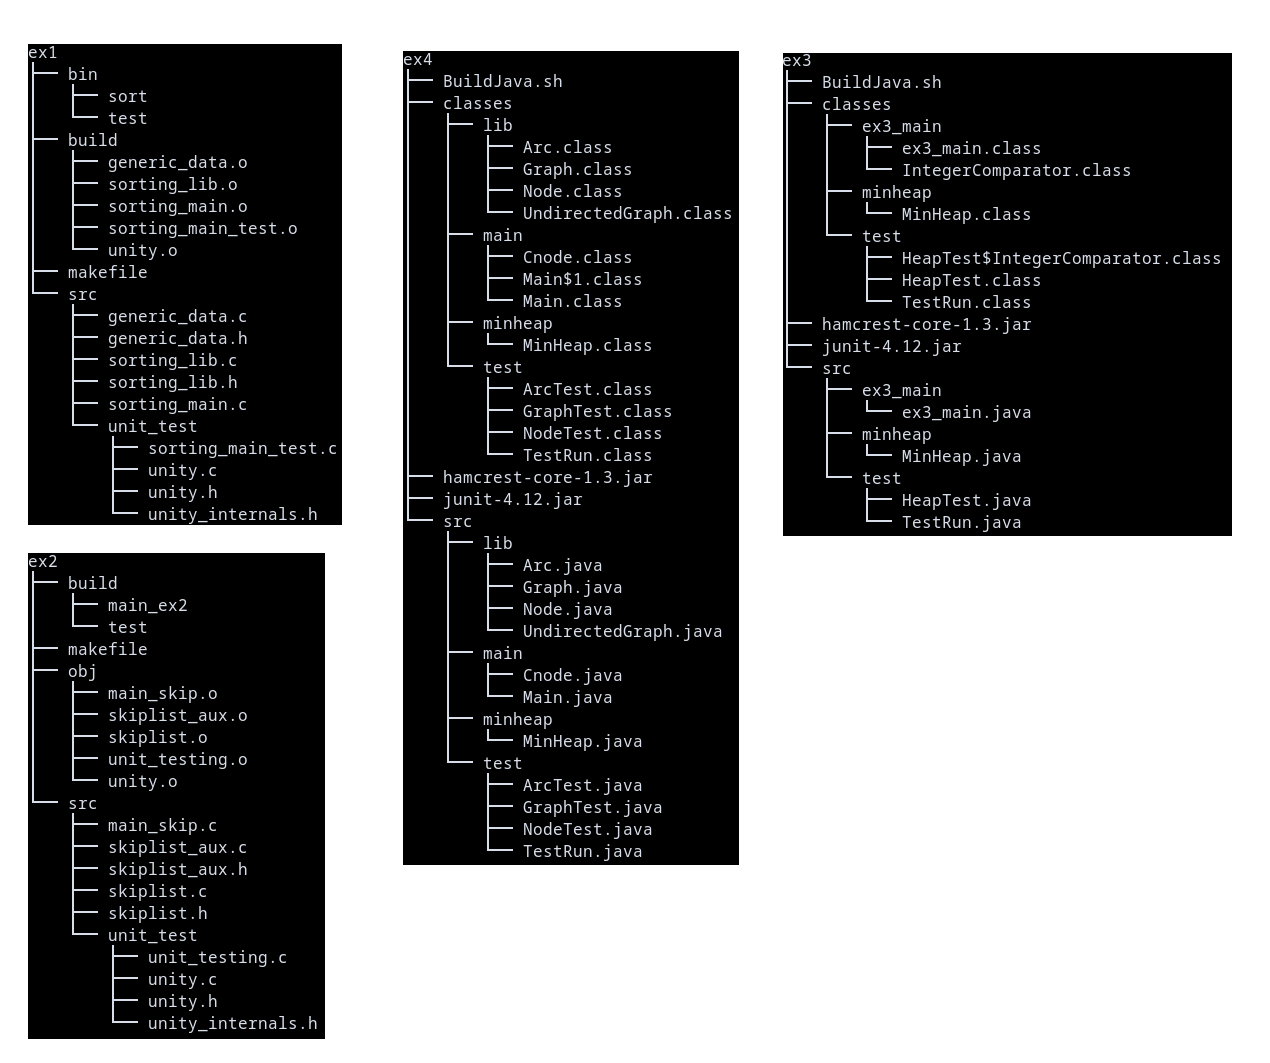 ex1
bin
sort
test
build
generic_data.o
sorting_lib.o
sorting_main.o
sorting_main_test.o
unity.o
makefile
src
generic_data.c
generic_data.h
sorting_lib.c
sorting_lib.h
sorting_main.c
unit_test
sorting_main_test.c
unity.c
unity.h
unity_internals.h
ex2
build
main_ex2
test
makefile
obj
main_skip.o
skiplist_aux.o
skiplist.o
unit_testing.o
unity.o
src
main_skip.c
skiplist_aux.c
skiplist_aux.h
skiplist.c
skiplist.h
unit_test
unit_testing.c
unity.c
unity.h
unity_internals.h
ex4
BuildJava.sh
classes
lib
Arc.class
Graph.class
Node.class
UndirectedGraph.class
main
Cnode.class
Main$1.class
Main.class
minheap
MinHeap.class
test
ArcTest.class
GraphTest.class
NodeTest.class
TestRun.class
hamcrest-core-1.3.jar
junit-4.12.jar
src
lib
Arc.java
Graph.java
Node.java
UndirectedGraph.java
main
Cnode.java
Main.java
minheap
MinHeap.java
test
ArcTest.java
GraphTest.java
NodeTest.java
TestRun.java
ex3
BuildJava.sh
classes
ex3_main
ex3_main.class
IntegerComparator.class
minheap
MinHeap.class
test
HeapTest$IntegerComparator.class
HeapTest.class
TestRun.class
hamcrest-core-1.3.jar
junit-4.12.jar
src
ex3_main
ex3_main.java
minheap
MinHeap.java
test
HeapTest.java
TestRun.java